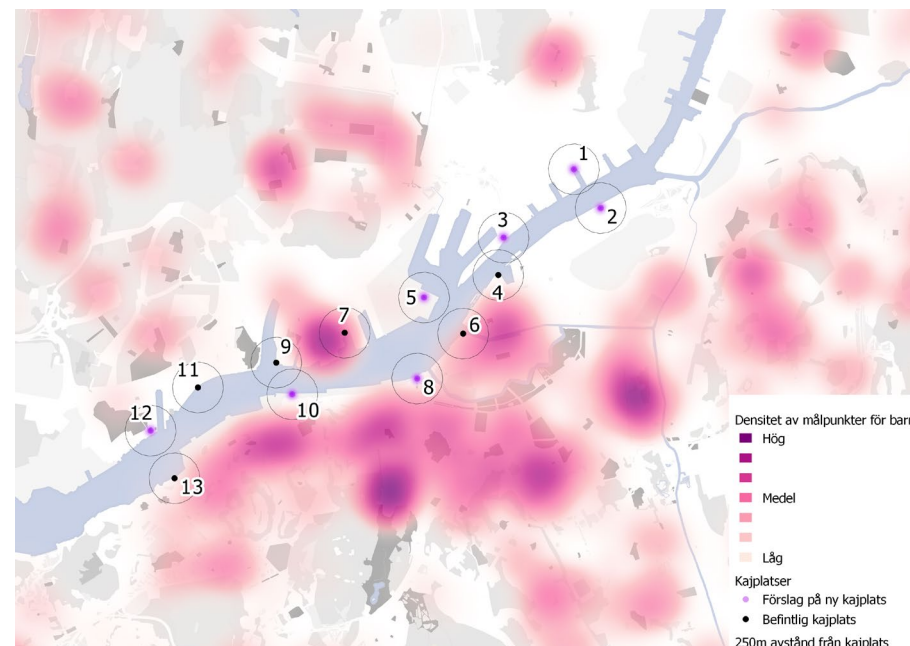 1
2
3
4
5
6
7
8
9
10
11
12
13
Densitet av målpunkter för barn
Hög
Medel
Låg
Kajplatser
Förslag på ny kajplats
Befintlig kajplats
250m avstånd från kajplats